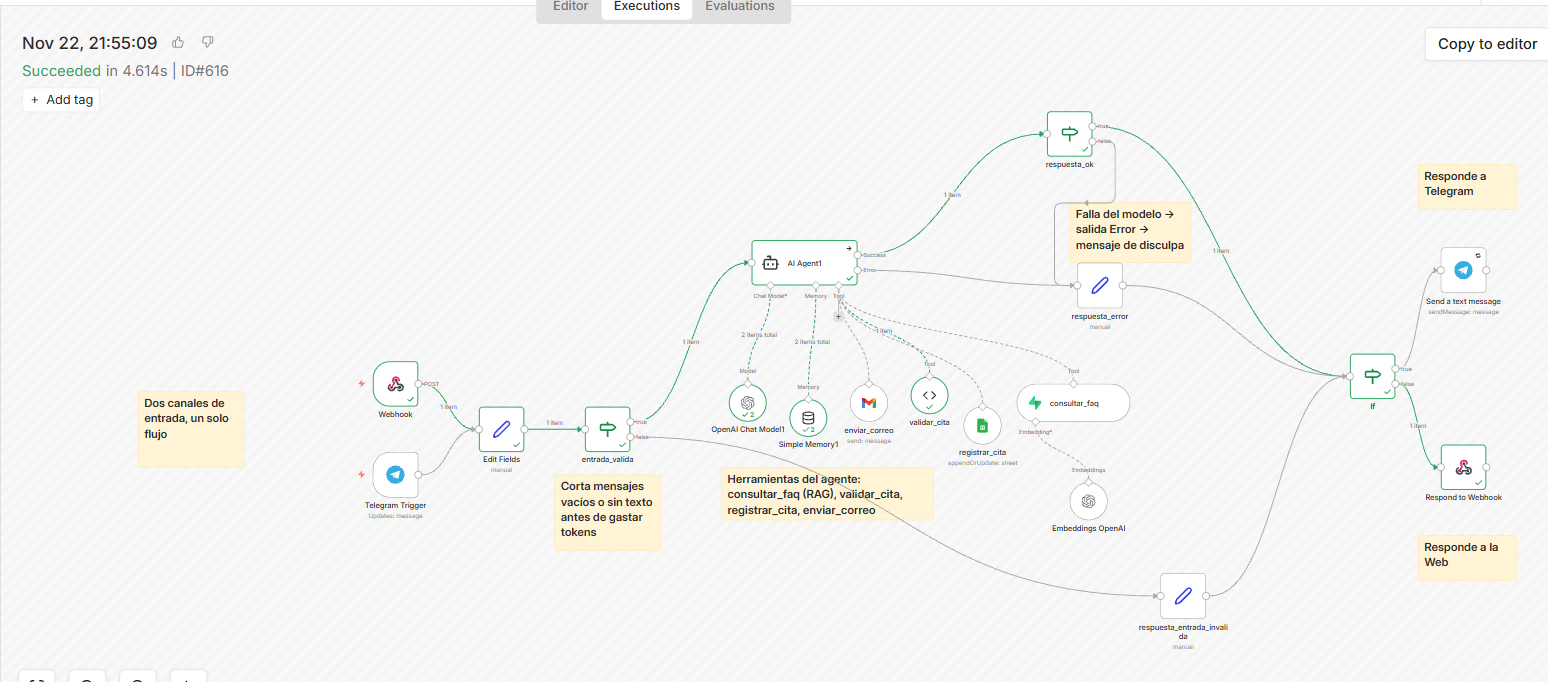 Editor Executions Evaluations
Nov 22, 21:55:09
Succeeded in 4.614s | ID#616
+ Add tag
Copy to editor
true
false
respuesta_ok
1 item
Responde a
Telegram
Falla del modelo →
salida Error →
mensaje de disculpa
1 item
AI Agent1
Success
Error
Chat Model*
Memory
Tool
+
respuesta_error
manual
Send a text message
sendMessage: message
2 items total
2 items total
1 item
1 item
Model
Memory
Tool
Tool
Webhook
POST
1 item
Dos canales de
entrada, un solo
flujo
Edit Fields
manual
1 item
true
false
entrada_valida
Telegram Trigger
Updates: message
Corta mensajes
vacíos o sin texto
antes de gastar
tokens
OpenAI Chat Model1
2
Simple Memory1
2
enviar_correo
send: message
validar_cita
registrar_cita
appendOrUpdate: sheet
consultar_faq
Embedding*
Embeddings
Embeddings OpenAI
Herramientas del agente:
consultar_faq (RAG), validar_cita,
registrar_cita, enviar_correo
true
false
If
1 item
Respond to Webhook
Responde a la
Web
respuesta_entrada_invali
da
manual